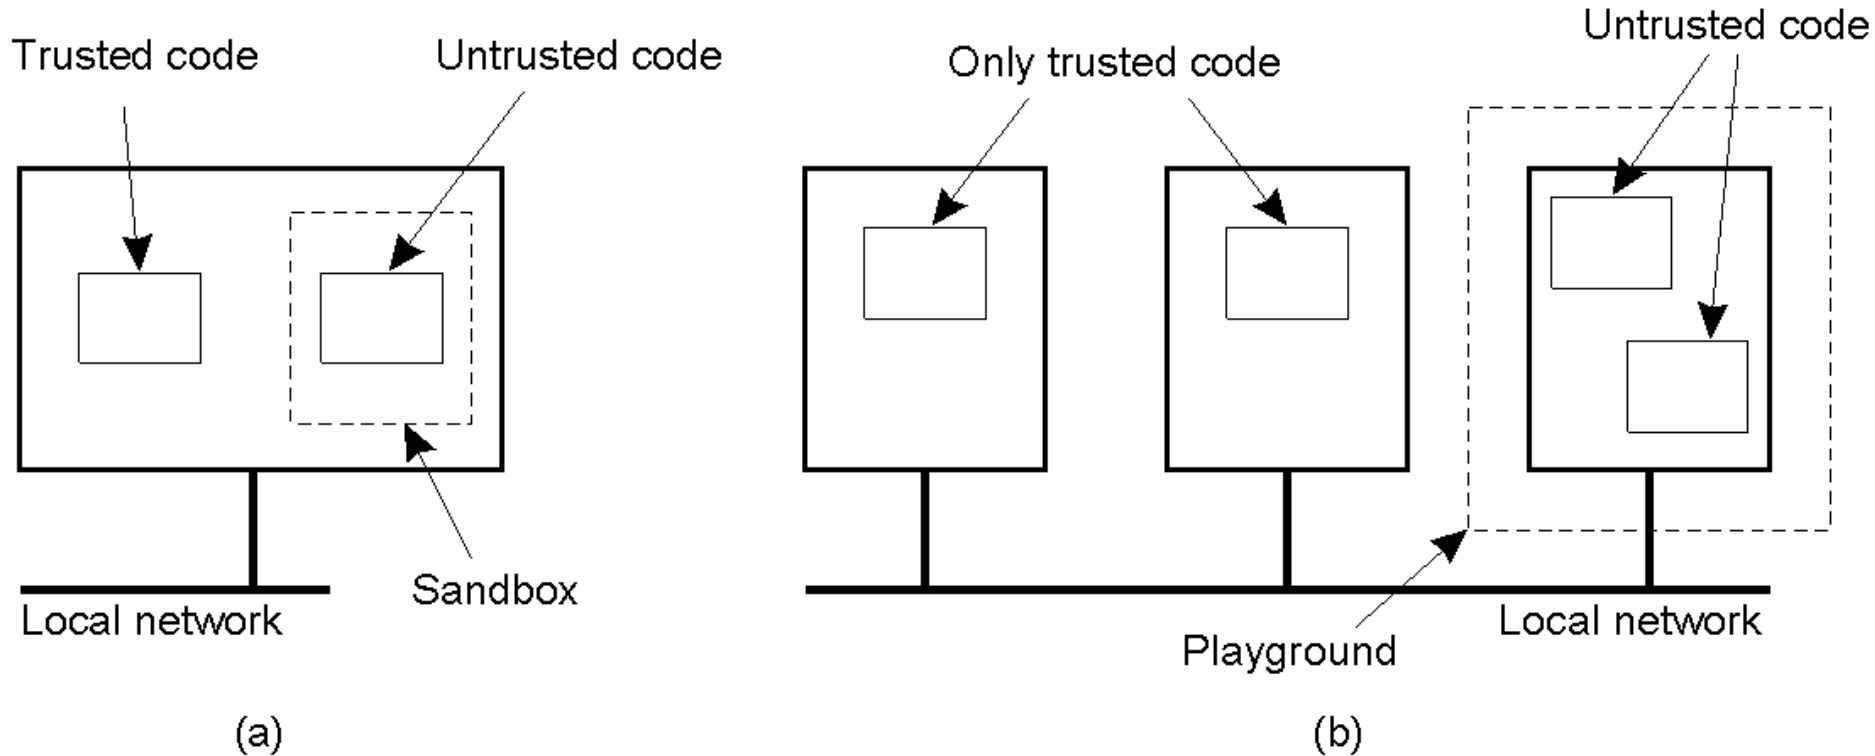 Trusted code
Untrusted code
Sandbox
Local network
(a)
Only trusted code
Untrusted code
Playground
Local network
(b)